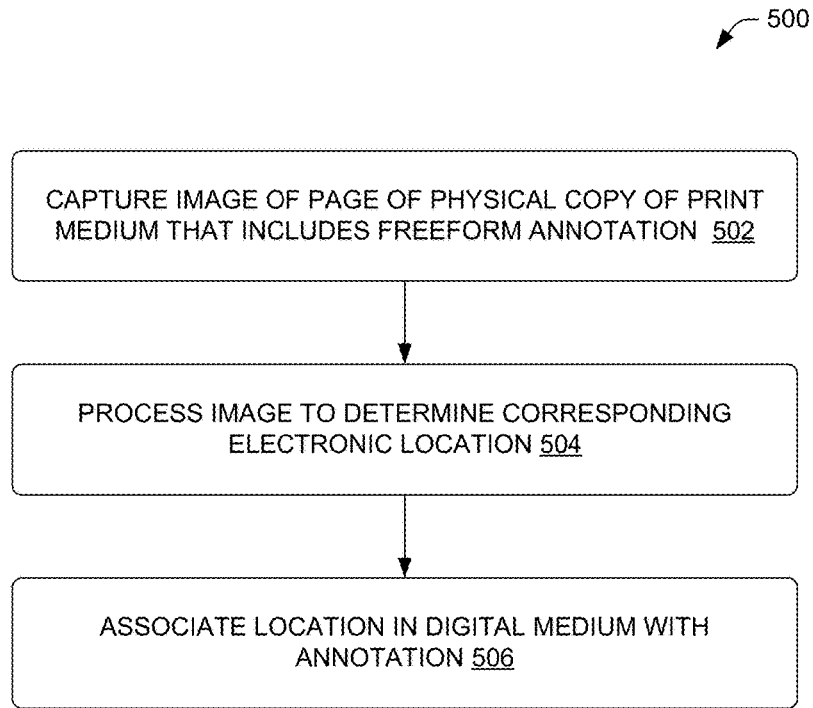 500
CAPTURE IMAGE OF PAGE OF PHYSICAL COPY OF PRINT
MEDIUM THAT INCLUDES FREEFORM ANNOTATION 502
PROCESS IMAGE TO DETERMINE CORRESPONDING
ELECTRONIC LOCATION 504
ASSOCIATE LOCATION IN DIGITAL MEDIUM WITH
ANNOTATION 506